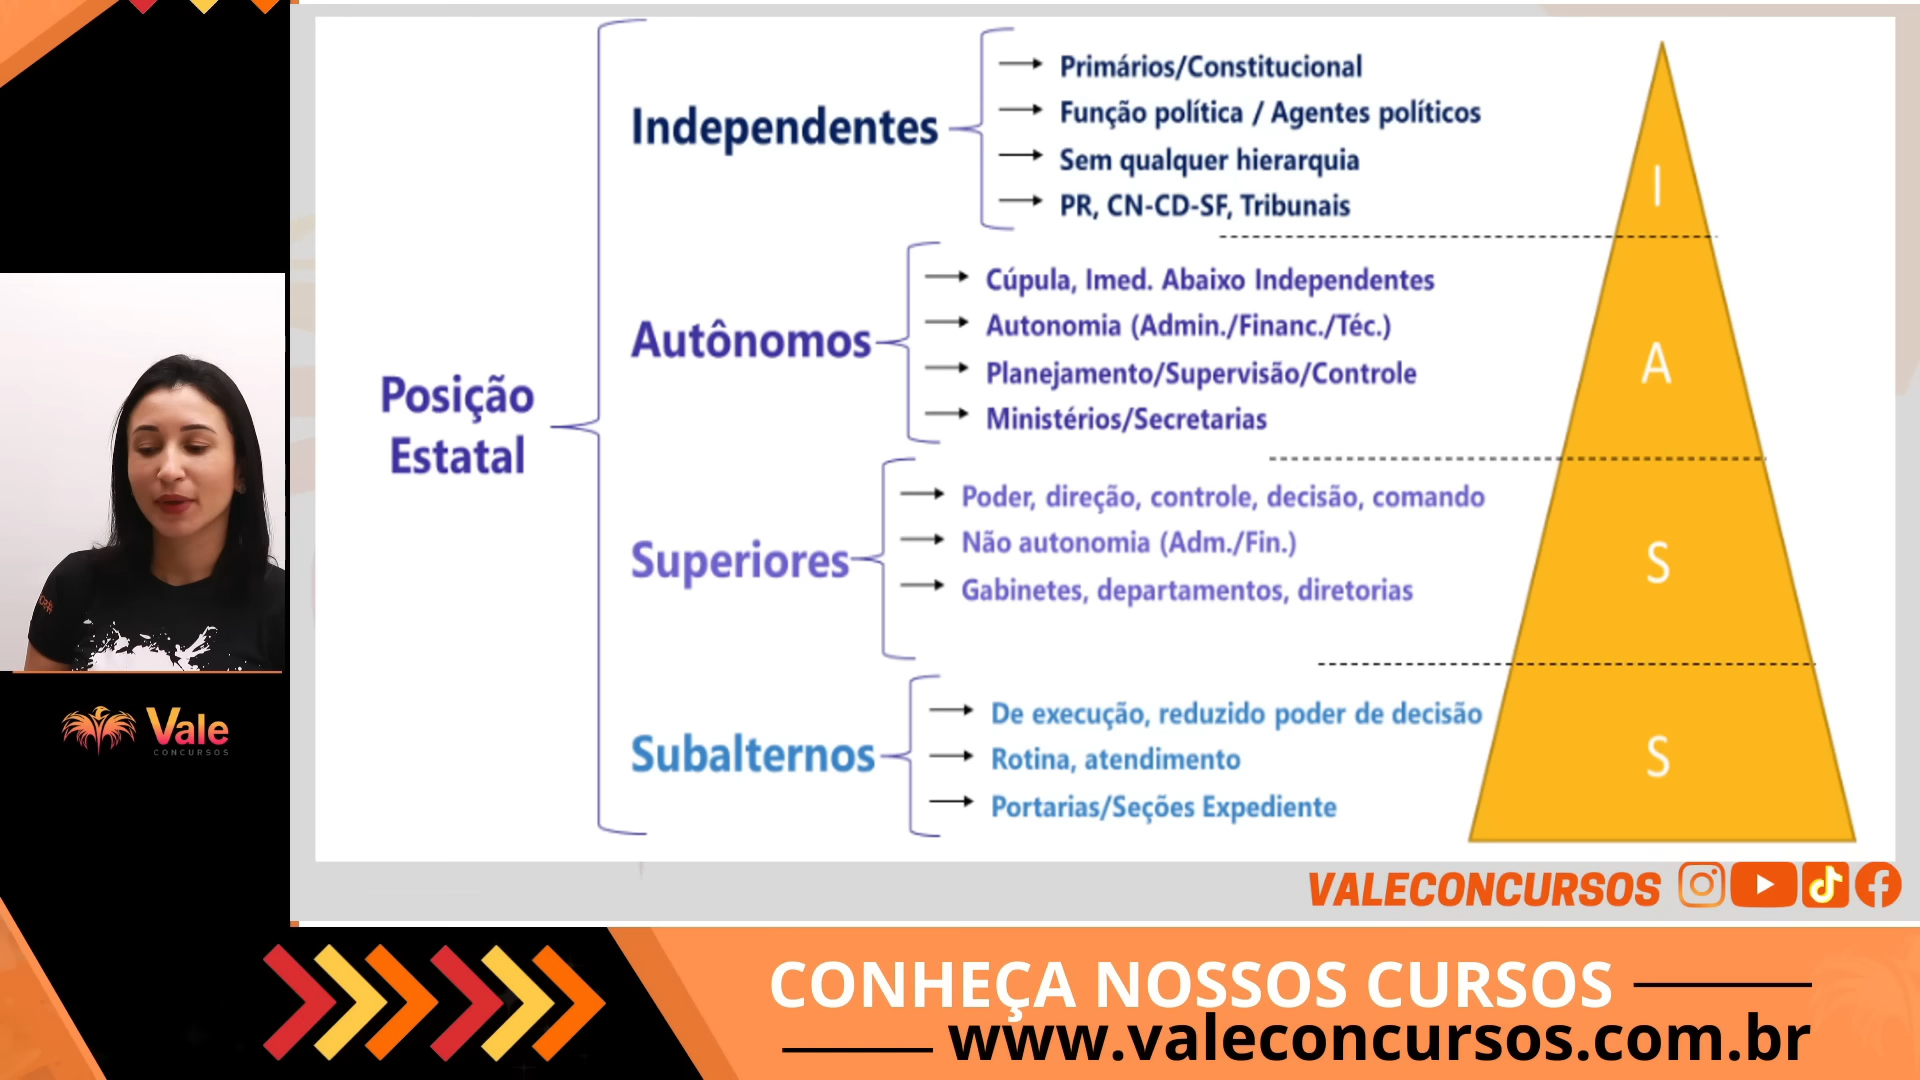 Posição
Estatal
Independentes
Primários/Constitucional
Função política / Agentes políticos
Sem qualquer hierarquia
PR, CN-CD-SF, Tribunais
I
Autônomos
Cúpula, Imed. Abaixo Independentes
Autonomia (Admin./Financ./Téc.)
Planejamento/Supervisão/Controle
Ministérios/Secretarias
A
Superiores
Poder, direção, controle, decisão, comando
Não autonomia (Adm./Fin.)
Gabinetes, departamentos, diretorias
S
Subalternos
De execução, reduzido poder de decisão
Rotina, atendimento
Portarias/Seções Expediente
S
Vale
CONCURSOS
VALECONCURSOS
CONHEÇA NOSSOS CURSOS
www.valeconcursos.com.br